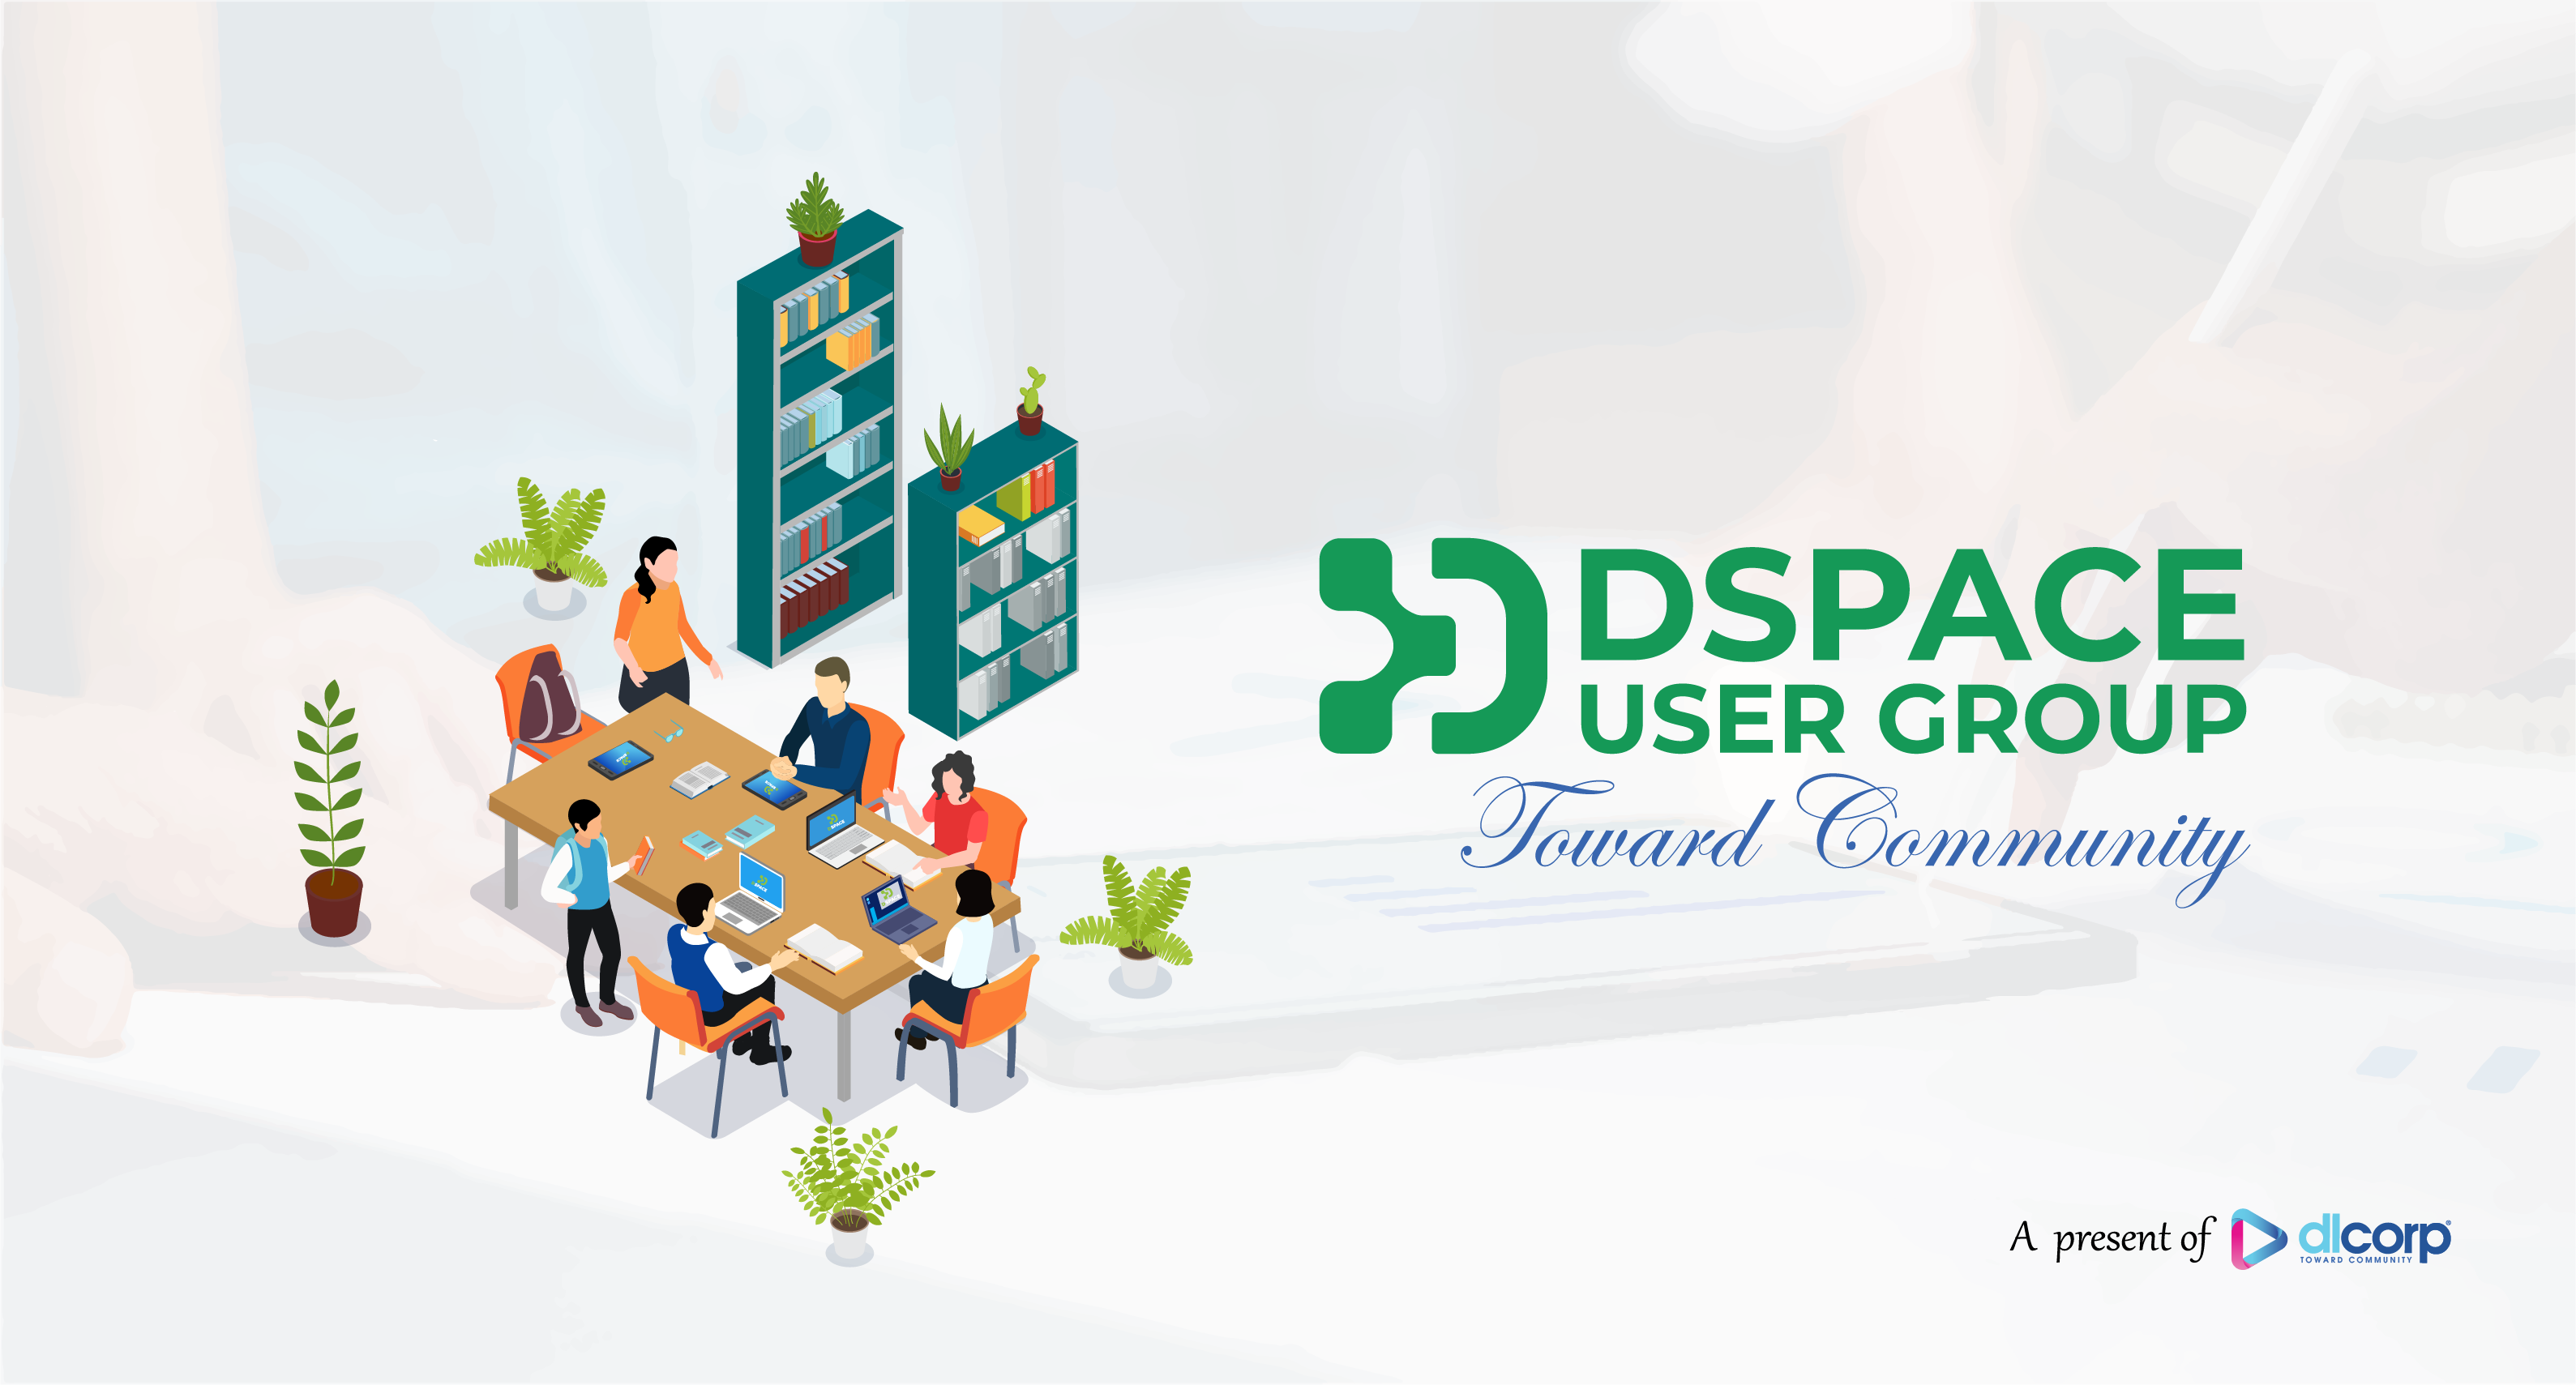 DSPACE
USER GROUP
Toward Community
A present of dlcorp
TOWARD COMMUNITY